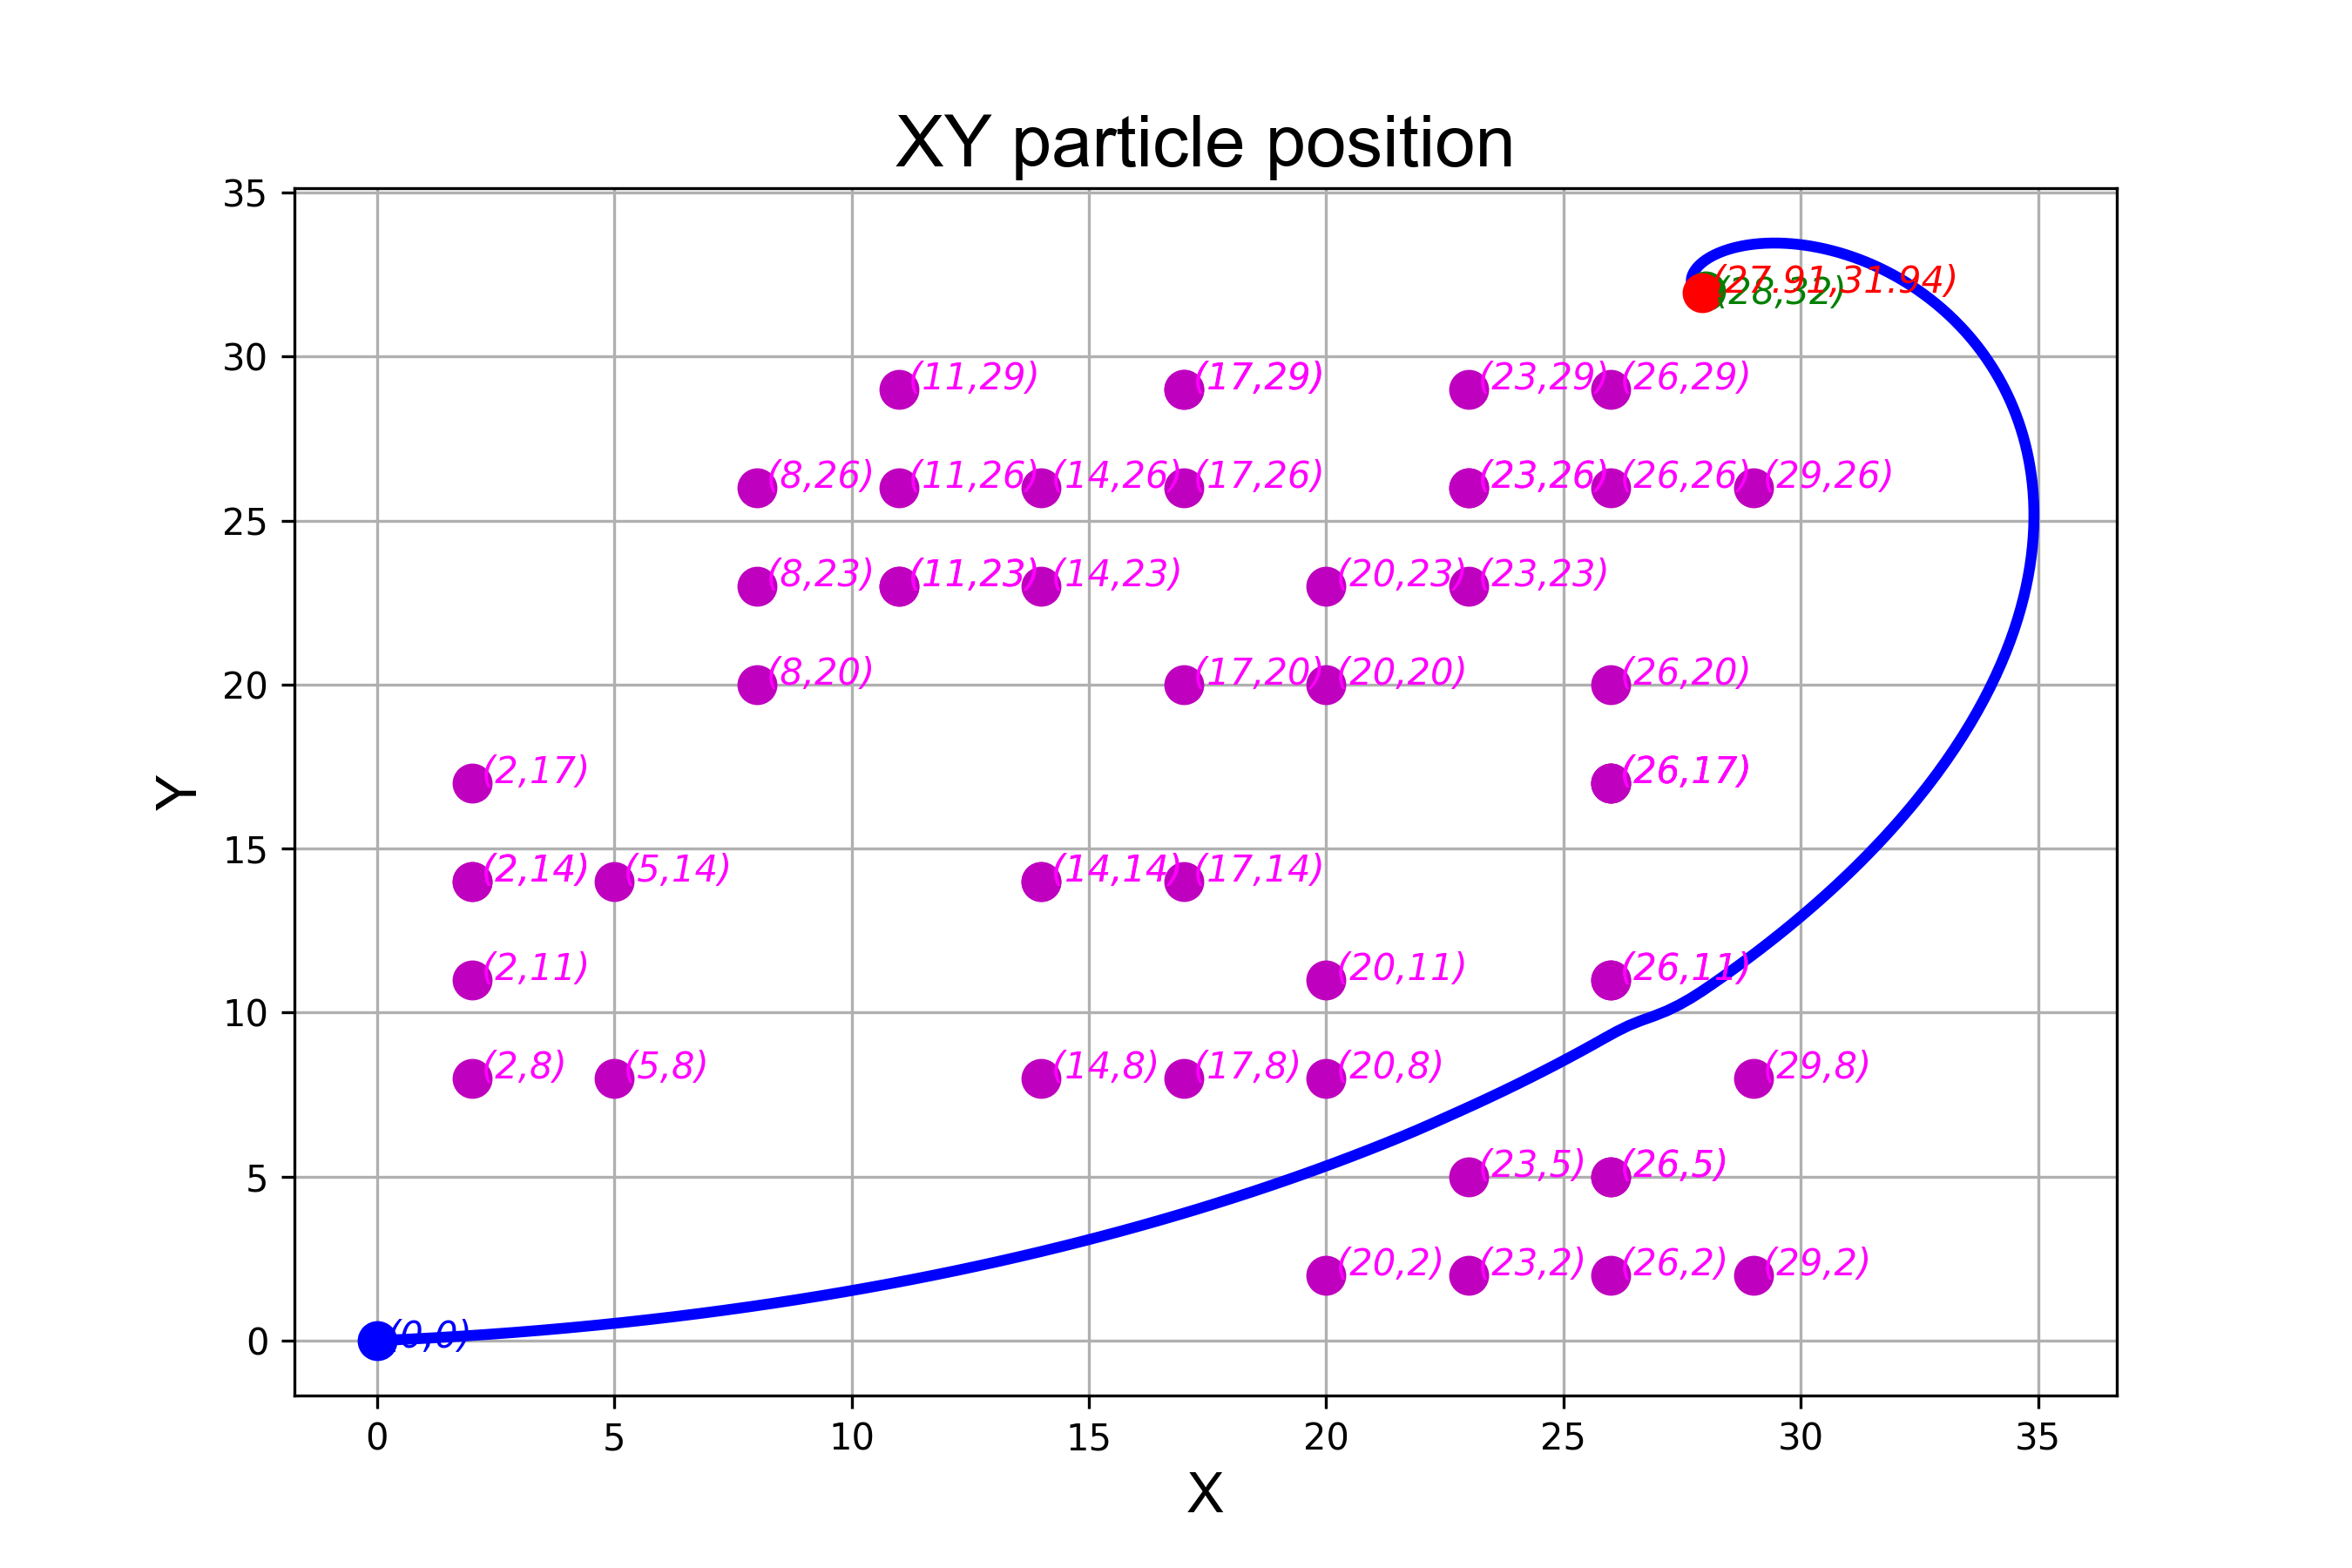 XY particle position
35
(27.91,31.94)
(28,32)
30
(11,29) (17,29) (23,29) (26,29)
(8,26) (11,26) (14,26) (17,26) (23,26) (26,26) (29,26)
25
(8,23) (11,23) (14,23) (20,23) (23,23)
20
(8,20) (17,20) (20,20) (26,20)
(2,17) (26,17)
Y
15
(2,14) (5,14) (14,14) (17,14)
(2,11) (20,11) (26,11)
10
(2,8) (5,8) (14,8) (17,8) (20,8) (29,8)
5
(23,5) (26,5)
(20,2) (23,2) (26,2) (29,2)
0
(0,0)
0 5 10 15 20 25 30 35
X